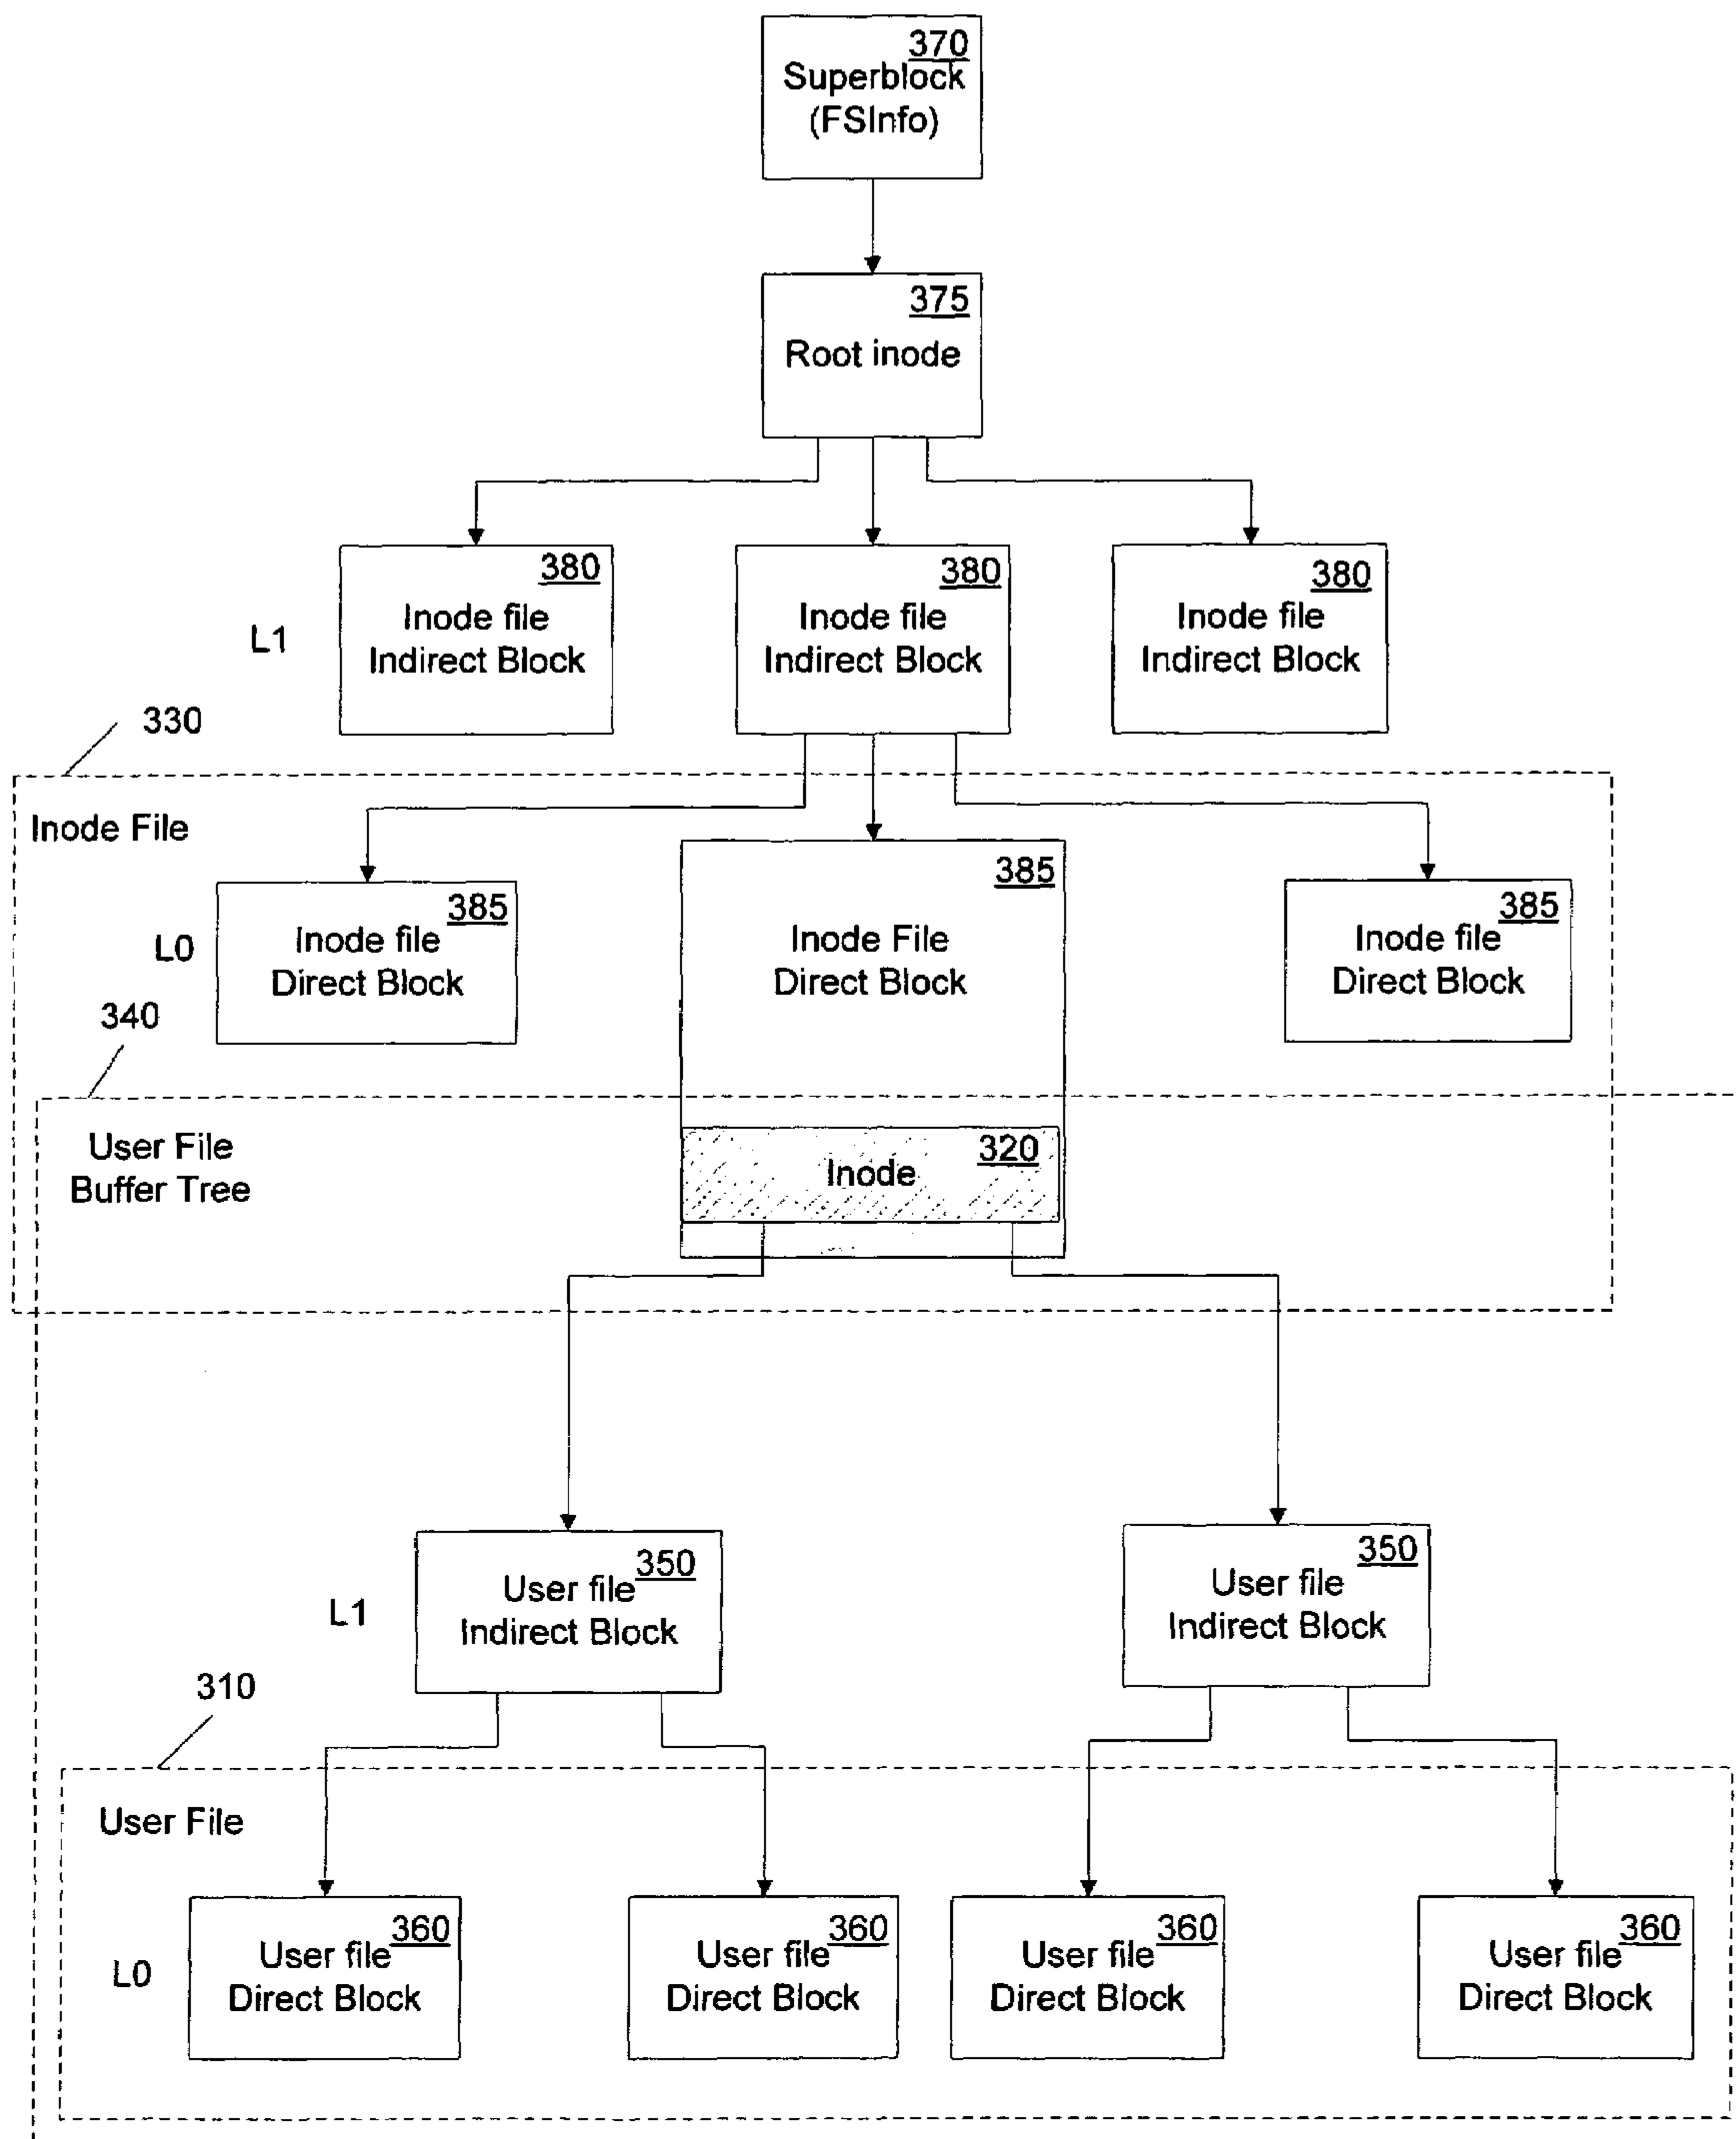 370
Superblock
(FSInfo)
375
Root inode
380
Inode file
Indirect Block
380
Inode file
Indirect Block
380
Inode file
Indirect Block
L1
330
Inode File
385
Inode file
Direct Block
385
Inode File
Direct Block
385
Inode file
Direct Block
L0
340
User File
Buffer Tree
320
Inode
350
User file
Indirect Block
350
User file
Indirect Block
L1
310
User File
360
User file
Direct Block
360
User file
Direct Block
360
User file
Direct Block
360
User file
Direct Block
L0